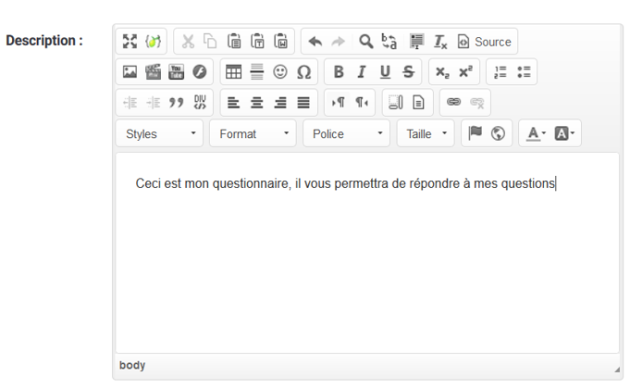 Description :
Source
Styles Format Police Taille
Ceci est mon questionnaire, il vous permettra de répondre à mes questions
body